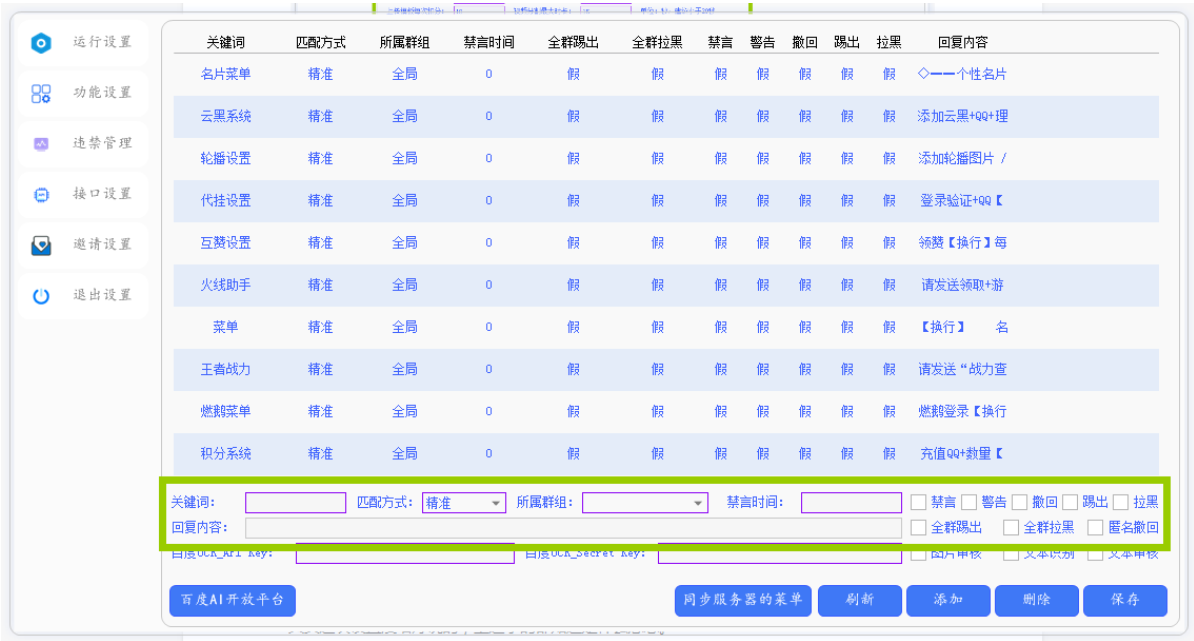 运行设置
功能设置
违禁管理
接口设置
邀请设置
退出设置
关键词 匹配方式 所属群组 禁言时间 全群踢出 全群拉黑 禁言 警告 撤回 踢出 拉黑 回复内容
名片菜单 精准 全局 0 假 假 假 假 假 假 假 ◇━━个性名片
云黑系统 精准 全局 0 假 假 假 假 假 假 假 添加云黑+QQ+理
轮播设置 精准 全局 0 假 假 假 假 假 假 假 添加轮播图片 /
代挂设置 精准 全局 0 假 假 假 假 假 假 假 登录验证+QQ【
互赞设置 精准 全局 0 假 假 假 假 假 假 假 领赞【换行】每
火线助手 精准 全局 0 假 假 假 假 假 假 假 请发送领取+游
菜单 精准 全局 0 假 假 假 假 假 假 假 【换行】 名
王者战力 精准 全局 0 假 假 假 假 假 假 假 请发送“战力查
燃鹅菜单 精准 全局 0 假 假 假 假 假 假 假 燃鹅登录【换行
积分系统 精准 全局 0 假 假 假 假 假 假 假 充值QQ+数量【
关键词: 匹配方式: 精准 所属群组: 禁言时间: 禁言 警告 撤回 踢出 拉黑
回复内容: 全群踢出 全群拉黑 匿名撤回
百度OCR_Api Key: 百度OCR_Secret Key: 图片审核 文本识别 文本审核
百度AI开放平台 同步服务器的菜单 刷新 添加 删除 保存